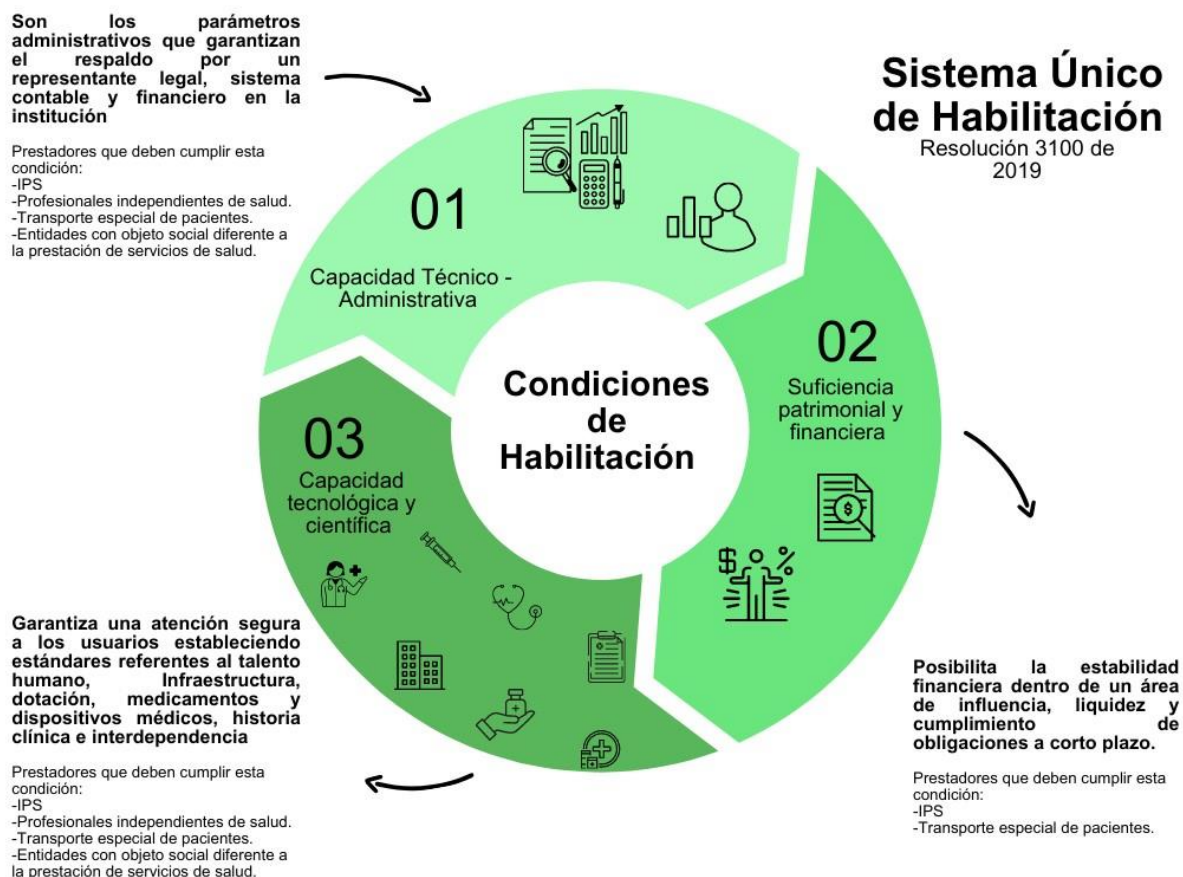 Sistema Único
de Habilitación
Resolución 3100 de
2019
Son los parámetros
administrativos que garantizan
el respaldo por un
representante legal, sistema
contable y financiero en la
institución
Prestadores que deben cumplir esta
condición:
-IPS
-Profesionales independientes de salud.
-Transporte especial de pacientes.
-Entidades con objeto social diferente a
la prestación de servicios de salud.
01
Capacidad Técnico -
Administrativa
02
Suficiencia
patrimonial y
financiera
Condiciones
de
Habilitación
03
Capacidad
tecnológica y
científica
Garantiza una atención segura
a los usuarios estableciendo
estándares referentes al talento
humano, Infraestructura,
dotación, medicamentos y
dispositivos médicos, historia
clínica e interdependencia
Prestadores que deben cumplir esta
condición:
-IPS
-Profesionales independientes de salud.
-Transporte especial de pacientes.
-Entidades con objeto social diferente a
la prestación de servicios de salud.
Posibilita la estabilidad
financiera dentro de un área
de influencia, liquidez y
cumplimiento de
obligaciones a corto plazo.
Prestadores que deben cumplir esta
condición:
-IPS
-Transporte especial de pacientes.